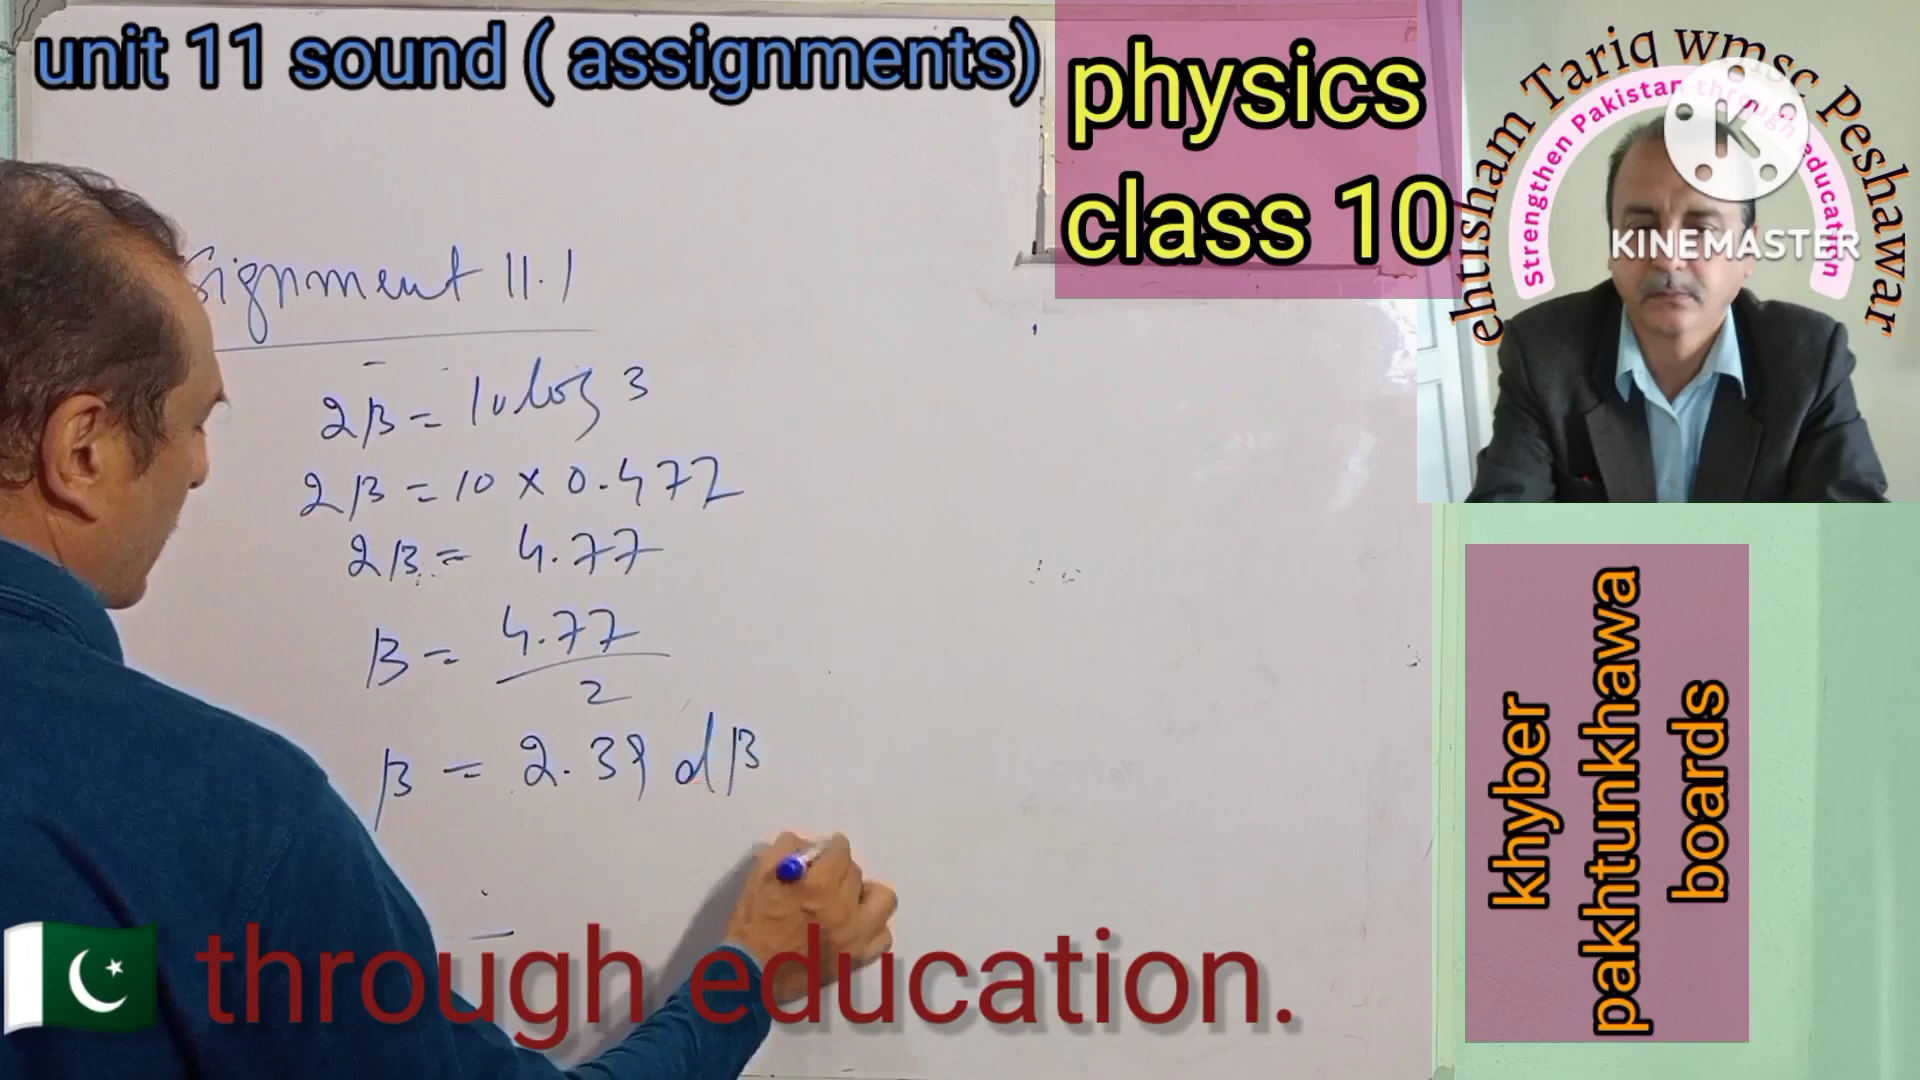 unit 11 sound ( assignments)
physics
class 10
ehtisham Tariq wmsc Peshawar
Strengthen Pakistan through education
KINEMASTER
signment 11.1
2β = 10 log 3
2β = 10 × 0.477
2β = 4.77
β = 4.77
2
β = 2.39 dβ
khyber
pakhtunkhawa
boards
through education.